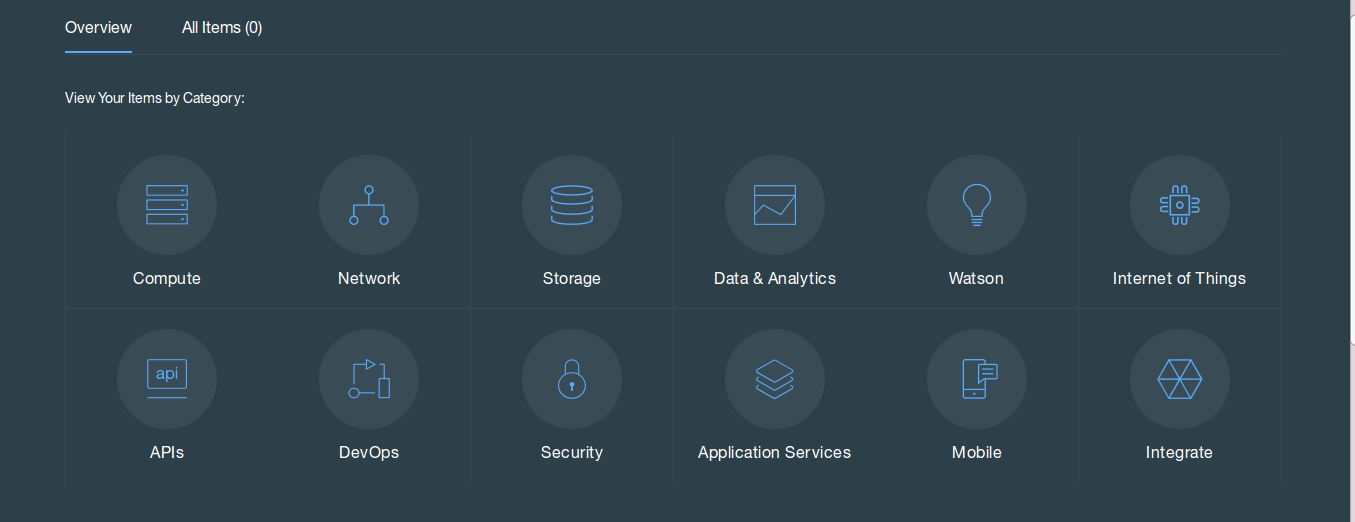 Overview All Items (0)
View Your Items by Category:
Compute Network Storage Data & Analytics Watson Internet of Things
api
APIs DevOps Security Application Services Mobile Integrate